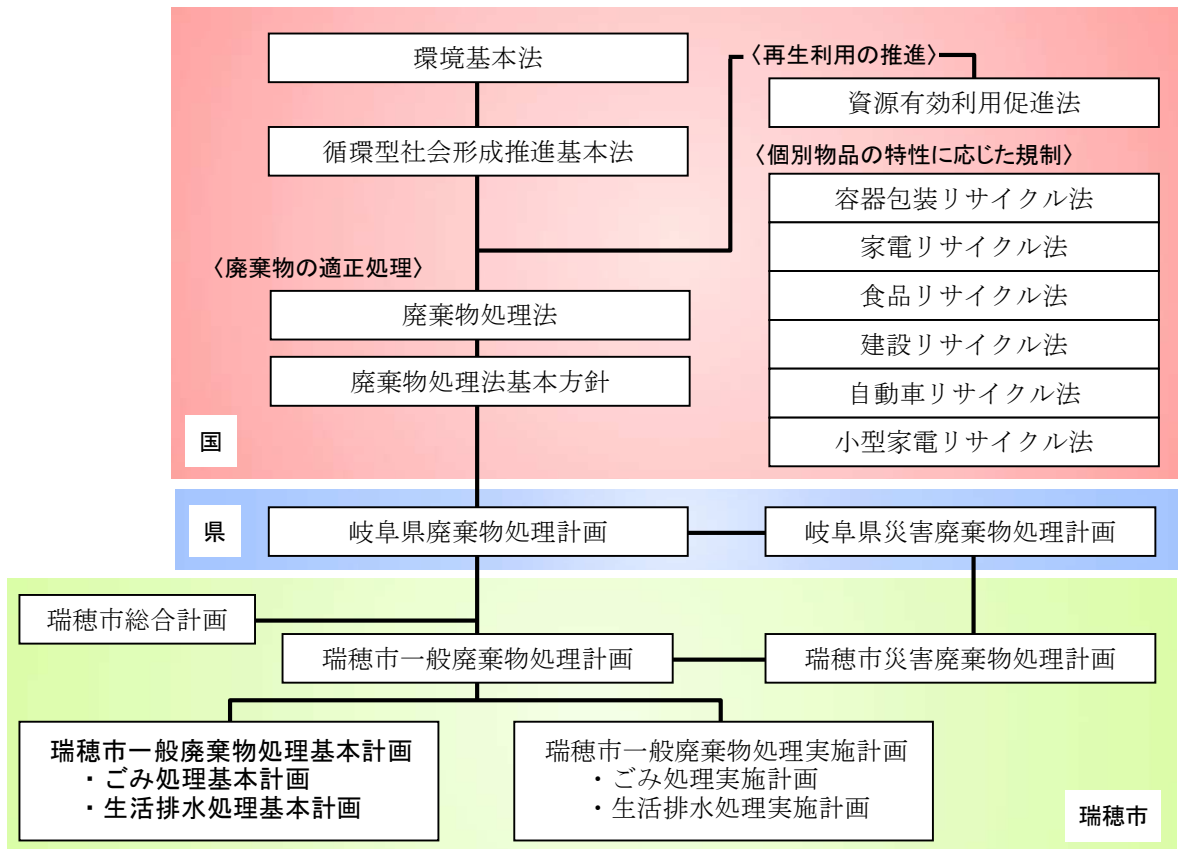 環境基本法
循環型社会形成推進基本法
〈廃棄物の適正処理〉
廃棄物処理法
廃棄物処理法基本方針
〈再生利用の推進〉
資源有効利用促進法
〈個別物品の特性に応じた規制〉
容器包装リサイクル法
家電リサイクル法
食品リサイクル法
建設リサイクル法
自動車リサイクル法
小型家電リサイクル法
国
県
岐阜県廃棄物処理計画
岐阜県災害廃棄物処理計画
瑞穂市総合計画
瑞穂市一般廃棄物処理計画
瑞穂市災害廃棄物処理計画
瑞穂市一般廃棄物処理基本計画
・ごみ処理基本計画
・生活排水処理基本計画
瑞穂市一般廃棄物処理実施計画
・ごみ処理実施計画
・生活排水処理実施計画
瑞穂市